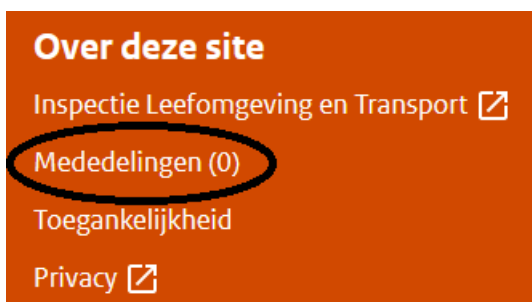 Over deze site
Inspectie Leefomgeving en Transport
Mededelingen (0)
Toegankelijkheid
Privacy